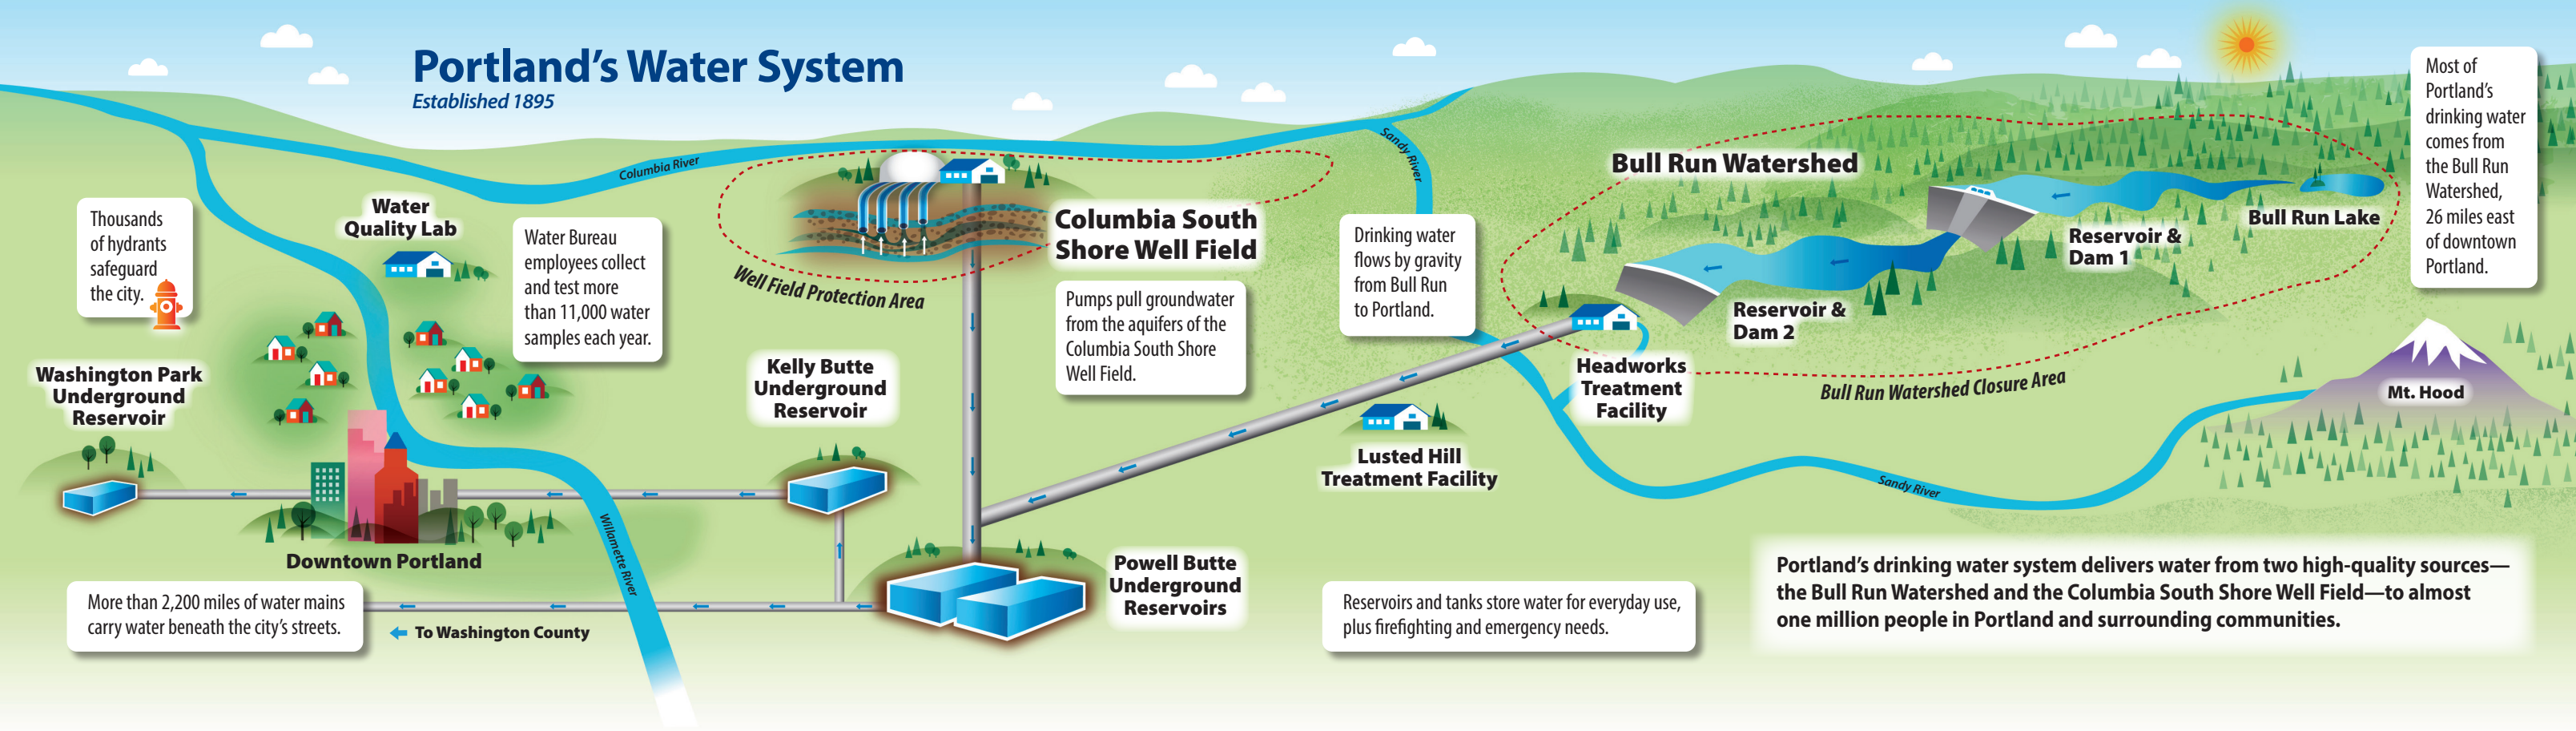 Portland's Water System
Established 1895
Thousands
of hydrants
safeguard
the city.
Water
Quality Lab
Water Bureau
employees collect
and test more
than 11,000 water
samples each year.
Columbia River
Well Field Protection Area
Columbia South
Shore Well Field
Pumps pull groundwater
from the aquifers of the
Columbia South Shore
Well Field.
Sandy River
Drinking water
flows by gravity
from Bull Run
to Portland.
Bull Run Watershed
Reservoir &
Dam 1
Bull Run Lake
Reservoir &
Dam 2
Most of
Portland's
drinking water
comes from
the Bull Run
Watershed,
26 miles east
of downtown
Portland.
Headworks
Treatment
Facility
Bull Run Watershed Closure Area
Mt. Hood
Washington Park
Underground
Reservoir
Kelly Butte
Underground
Reservoir
Lusted Hill
Treatment Facility
Sandy River
Downtown Portland
Willamette River
Powell Butte
Underground
Reservoirs
More than 2,200 miles of water mains
carry water beneath the city's streets.
To Washington County
Reservoirs and tanks store water for everyday use,
plus firefighting and emergency needs.
Portland's drinking water system delivers water from two high-quality sources—
the Bull Run Watershed and the Columbia South Shore Well Field—to almost
one million people in Portland and surrounding communities.